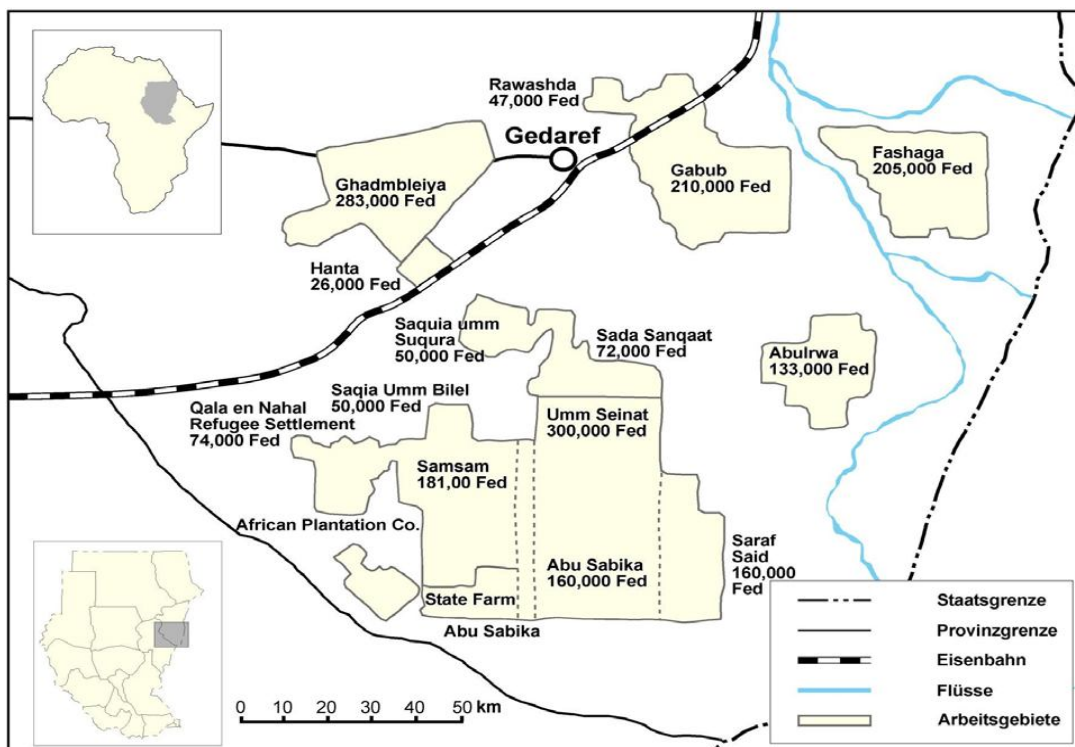 Rawashda
47,000 Fed
Gedaref
Ghadmbleiya
283,000 Fed
Gabub
210,000 Fed
Fashaga
205,000 Fed
Hanta
26,000 Fed
Saquia umm
Suqura
50,000 Fed
Sada Sanqaat
72,000 Fed
Abulrwa
133,000 Fed
Saqia Umm Bilel
50,000 Fed
Qala en Nahal
Refugee Settlement
74,000 Fed
Umm Seinat
300,000 Fed
Samsam
181,00 Fed
African Plantation Co.
Abu Sabika
160,000 Fed
Saraf
Said
160,000
Fed
State Farm
Abu Sabika
0 10 20 30 40 50 km
Staatsgrenze
Provinzgrenze
Eisenbahn
Flüsse
Arbeitsgebiete